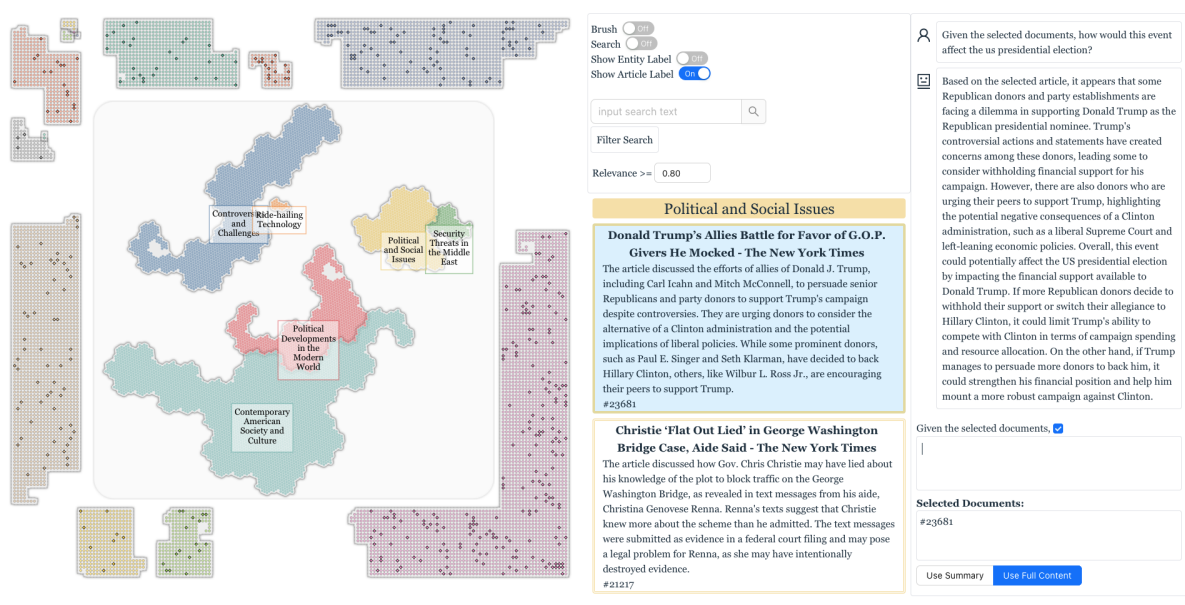 Controvers
and
Challenges
Ride-hailing
Technology
Political
and Social
Issues
Security
Threats in
the Middle
East
Political
Developments
in the
Modern
World
Contemporary
American
Society and
Culture
Brush Off
Search Off
Show Entity Label Off
Show Article Label On
input search text
Filter Search
Relevance >= 0.80
Political and Social Issues
Donald Trump's Allies Battle for Favor of G.O.P.
Givers He Mocked - The New York Times
The article discussed the efforts of allies of Donald J. Trump,
including Carl Icahn and Mitch McConnell, to persuade senior
Republicans and party donors to support Trump's campaign
despite controversies. They are urging donors to consider the
alternative of a Clinton administration and the potential
implications of liberal policies. While some prominent donors,
such as Paul E. Singer and Seth Klarman, have decided to back
Hillary Clinton, others, like Wilbur L. Ross Jr., are encouraging
their peers to support Trump.
#23681
Christie 'Flat Out Lied' in George Washington
Bridge Case, Aide Said - The New York Times
The article discussed how Gov. Chris Christie may have lied about
his knowledge of the plot to block traffic on the George
Washington Bridge, as revealed in text messages from his aide,
Christina Genovese Renna. Renna's texts suggest that Christie
knew more about the scheme than he admitted. The text messages
were submitted as evidence in a federal court filing and may pose
a legal problem for Renna, as she may have intentionally
destroyed evidence.
#21217
Given the selected documents, how would this event
affect the us presidential election?
Based on the selected article, it appears that some
Republican donors and party establishments are
facing a dilemma in supporting Donald Trump as the
Republican presidential nominee. Trump's
controversial actions and statements have created
concerns among these donors, leading some to
consider withholding financial support for his
campaign. However, there are also donors who are
urging their peers to support Trump, highlighting
the potential negative consequences of a Clinton
administration, such as a liberal Supreme Court and
left-leaning economic policies. Overall, this event
could potentially affect the US presidential election
by impacting the financial support available to
Donald Trump. If more Republican donors decide to
withhold their support or switch their allegiance to
Hillary Clinton, it could limit Trump's ability to
compete with Clinton in terms of campaign spending
and resource allocation. On the other hand, if Trump
manages to persuade more donors to back him, it
could strengthen his financial position and help him
mount a more robust campaign against Clinton.
Given the selected documents,
Selected Documents:
#23681
Use Summary Use Full Content